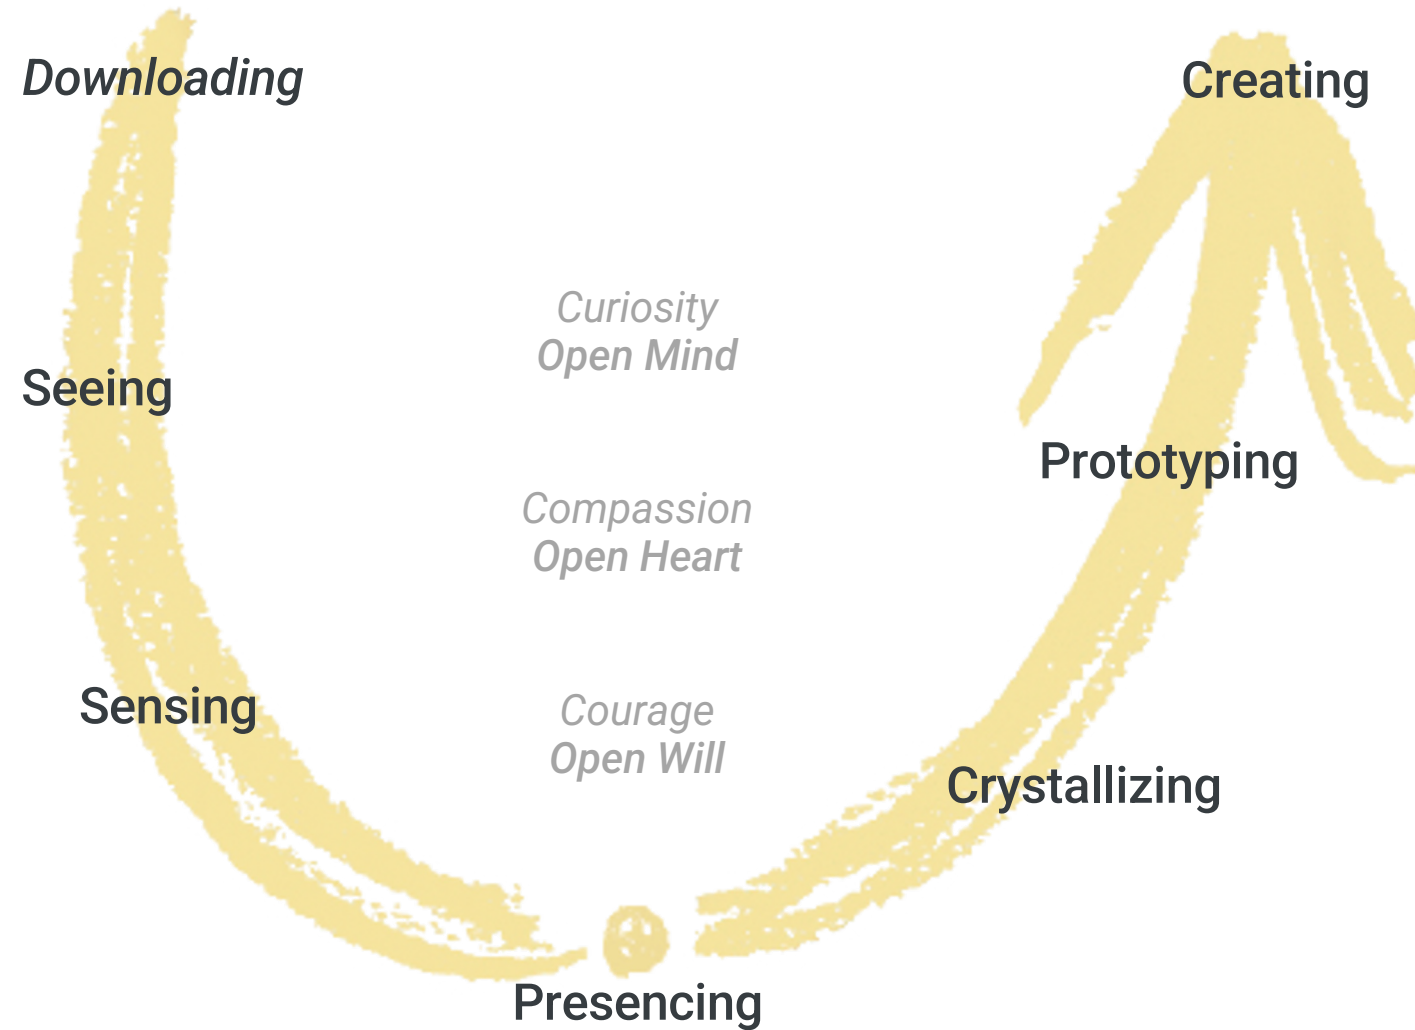 Downloading
Creating
Curiosity
Open Mind
Seeing
Prototyping
Compassion
Open Heart
Sensing
Courage
Open Will
Crystallizing
Presencing